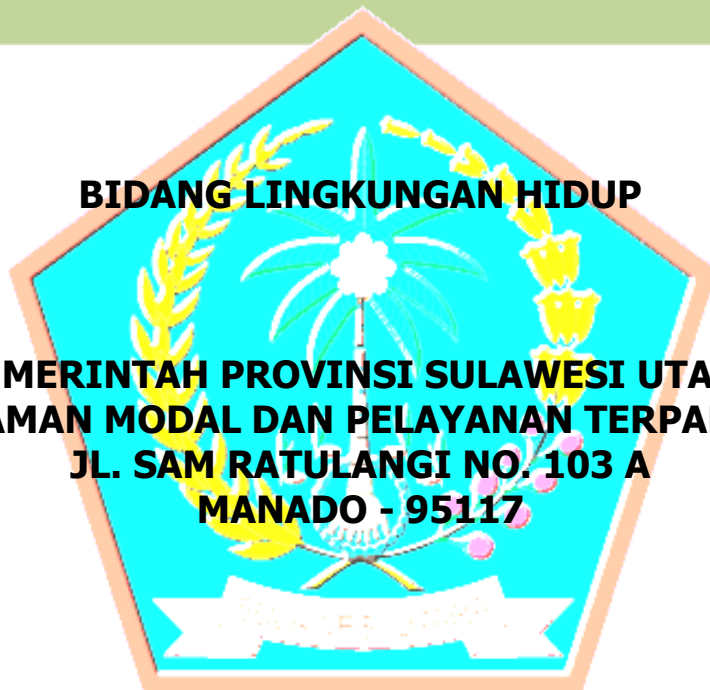 BIDANG LINGKUNGAN HIDUP
MERINTAH PROVINSI SULAWESI UTA
AMAN MODAL DAN PELAYANAN TERPA
JL. SAM RATULANGI NO. 103 A
MANADO - 95117